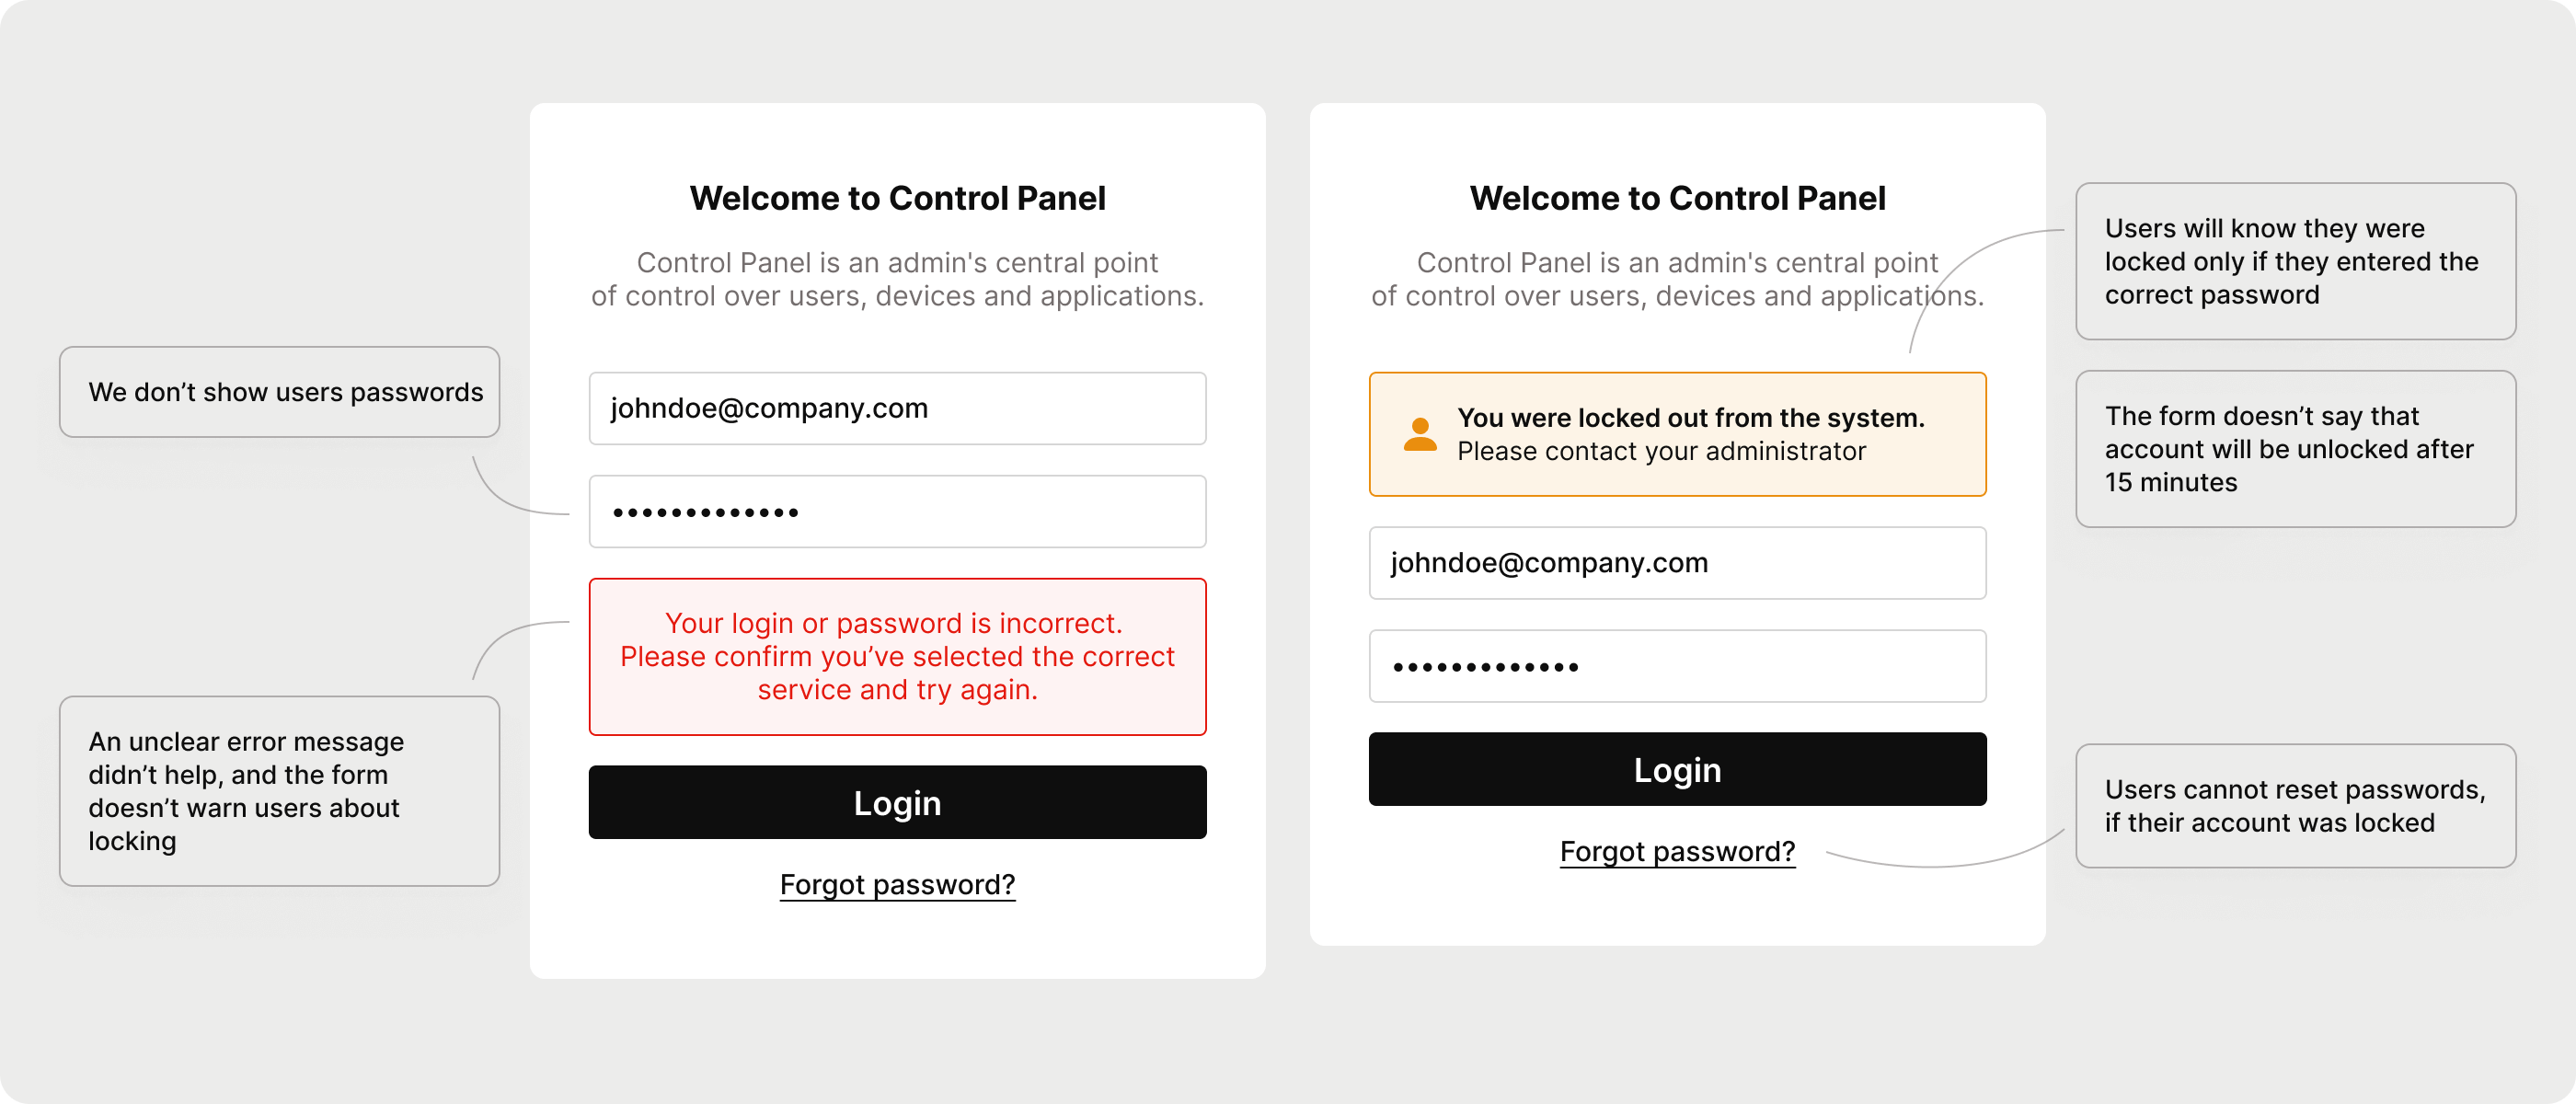 We don’t show users passwords
An unclear error message
didn’t help, and the form
doesn’t warn users about
locking
Welcome to Control Panel
Control Panel is an admin's central point
of control over users, devices and applications.
johndoe@company.com
•••••••••••••
Your login or password is incorrect.
Please confirm you’ve selected the correct
service and try again.
Login
Forgot password?
Welcome to Control Panel
Control Panel is an admin's central point
of control over users, devices and applications.
You were locked out from the system.
Please contact your administrator
johndoe@company.com
•••••••••••••
Login
Forgot password?
Users will know they were
locked only if they entered the
correct password
The form doesn’t say that
account will be unlocked after
15 minutes
Users cannot reset passwords,
if their account was locked